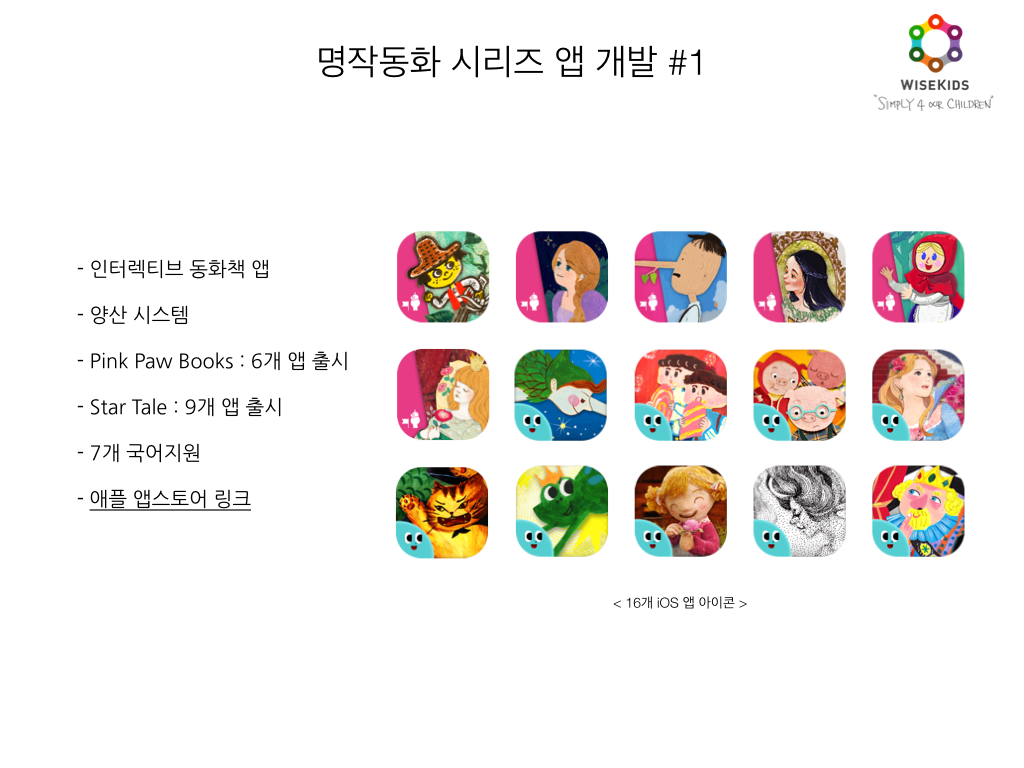 명작동화 시리즈 앱 개발 #1
WISEKIDS
"SIMPLY 4 OUR CHILDREN"
- 인터렉티브 동화책 앱
- 양산 시스템
- Pink Paw Books : 6개 앱 출시
- Star Tale : 9개 앱 출시
- 7개 국어지원
- 애플 앱스토어 링크
< 16개 iOS 앱 아이콘 >